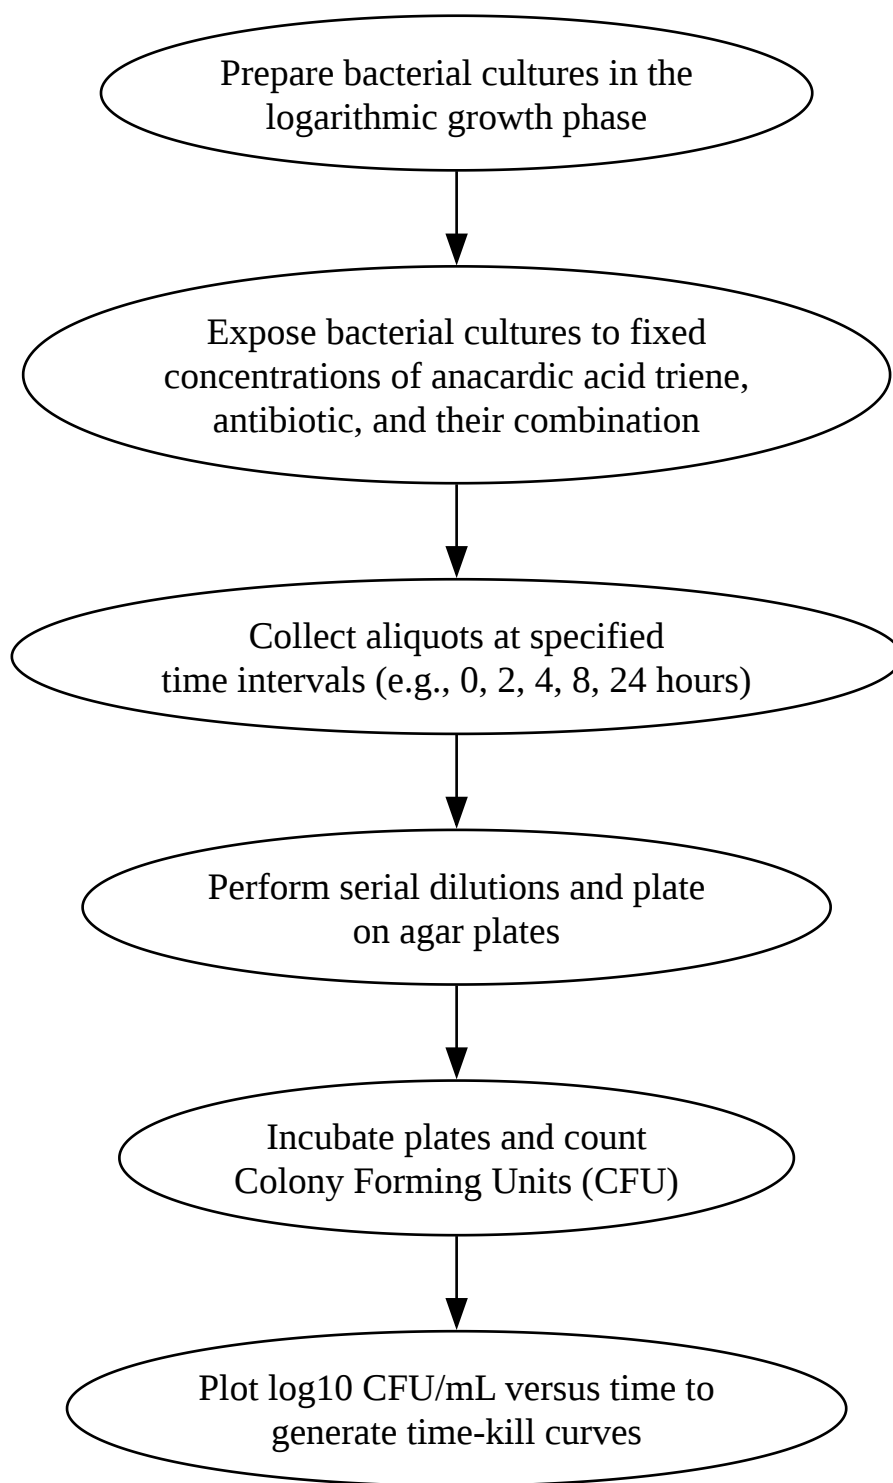 Prepare bacterial cultures in the
logarithmic growth phase
Expose bacterial cultures to fixed
concentrations of anacardic acid triene,
antibiotic, and their combination
Collect aliquots at specified
time intervals (e.g., 0, 2, 4, 8, 24 hours)
Perform serial dilutions and plate
on agar plates
Incubate plates and count
Colony Forming Units (CFU)
Plot log10 CFU/mL versus time to
generate time-kill curves